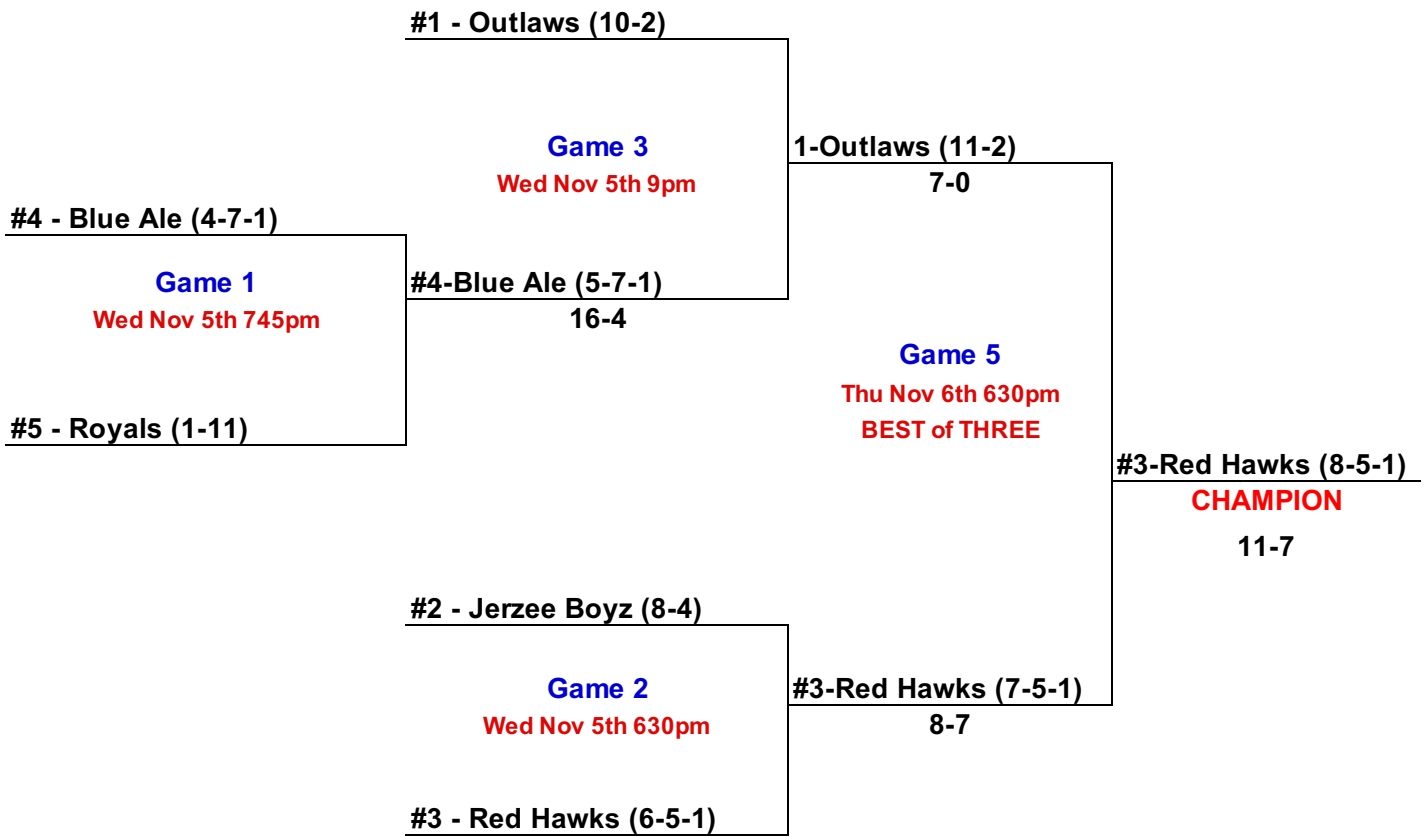 #1 - Outlaws (10-2)
Game 3
Wed Nov 5th 9pm
1-Outlaws (11-2)
7-0
#4 - Blue Ale (4-7-1)
Game 1
Wed Nov 5th 745pm
#4-Blue Ale (5-7-1)
16-4
#5 - Royals (1-11)
Game 5
Thu Nov 6th 630pm
BEST of THREE
#3-Red Hawks (8-5-1)
CHAMPION
11-7
#2 - Jerzee Boyz (8-4)
Game 2
Wed Nov 5th 630pm
#3-Red Hawks (7-5-1)
8-7
#3 - Red Hawks (6-5-1)